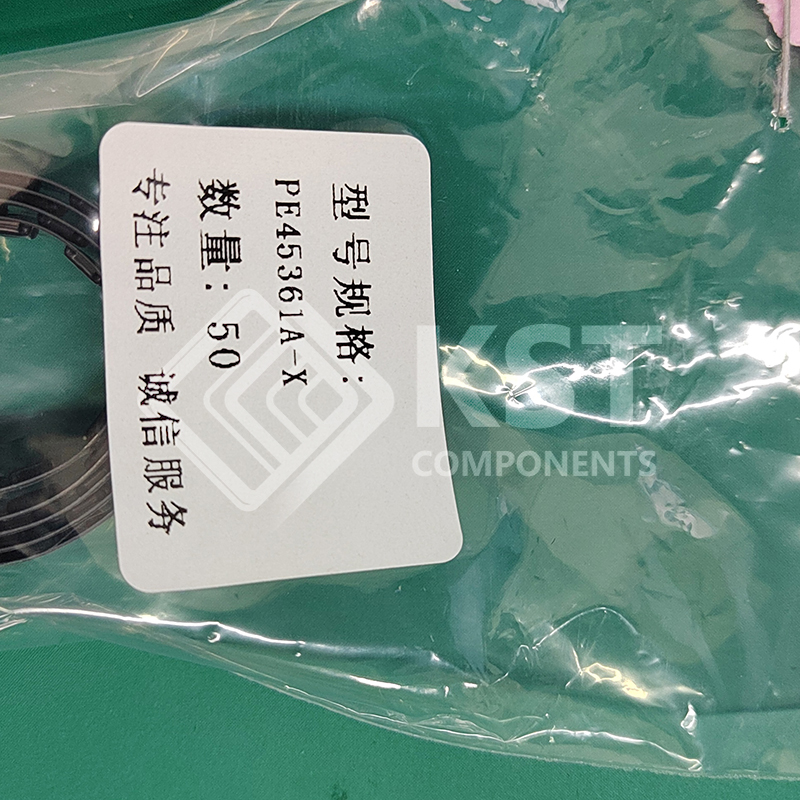 型号规格:
PE45361A-X
数量: 50
专注品质 诚信服务
KST
COMPONENTS